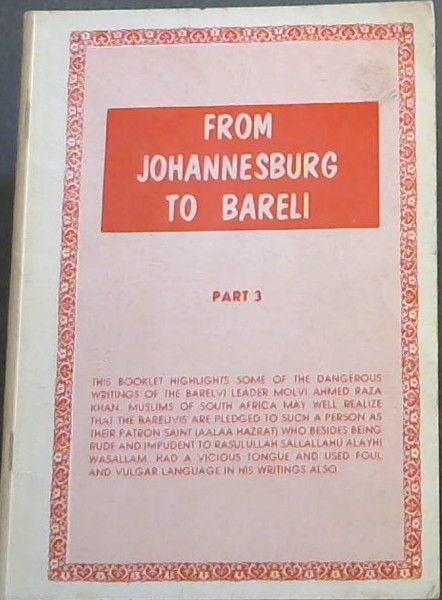 FROM
JOHANNESBURG
TO BARELI
PART 3
THIS BOOKLET HIGHLIGHTS SOME OF THE DANGEROUS
WRITINGS OF THE BARELVI LEADER MOLVI AHMED RAZA
KHAN. MUSLIMS OF SOUTH AFRICA MAY WELL REALIZE
THAT THE BARELIVIS ARE PLEDGED TO SUCH A PERSON AS
THEIR PATRON SAINT (AALAA HAZRAT) WHO BESIDES BEING
RUDE AND IMPUDENT TO RASULULLAH SALLALLAHU ALAYHI
WASALLAM, HAD A VICIOUS TONGUE AND USED FOUL
AND VULGAR LANGUAGE IN HIS WRITINGS ALSO